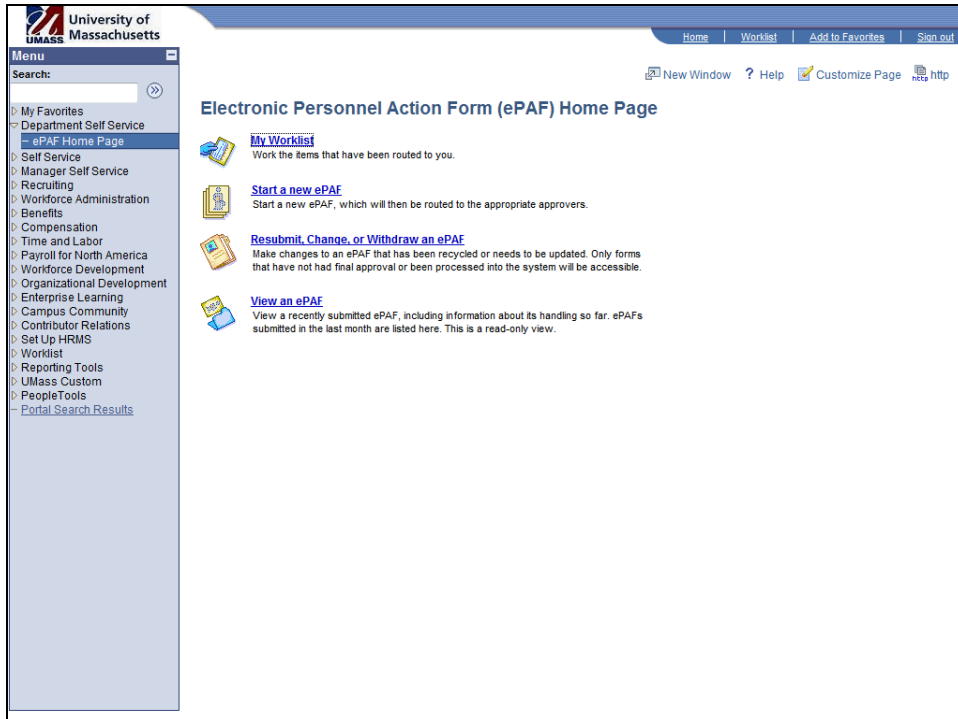 University of
UMASS Massachusetts
Home | Worklist | Add to Favorites | Sign out
Menu
Search:
New Window ? Help Customize Page http
My Favorites
Department Self Service
– ePAF Home Page
Self Service
Manager Self Service
Recruiting
Workforce Administration
Benefits
Compensation
Time and Labor
Payroll for North America
Workforce Development
Organizational Development
Enterprise Learning
Campus Community
Contributor Relations
Set Up HRMS
Worklist
Reporting Tools
UMass Custom
PeopleTools
– Portal Search Results
Electronic Personnel Action Form (ePAF) Home Page
My Worklist
Work the items that have been routed to you.
Start a new ePAF
Start a new ePAF, which will then be routed to the appropriate approvers.
Resubmit, Change, or Withdraw an ePAF
Make changes to an ePAF that has been recycled or needs to be updated. Only forms
that have not had final approval or been processed into the system will be accessible.
View an ePAF
View a recently submitted ePAF, including information about its handling so far. ePAFs
submitted in the last month are listed here. This is a read-only view.